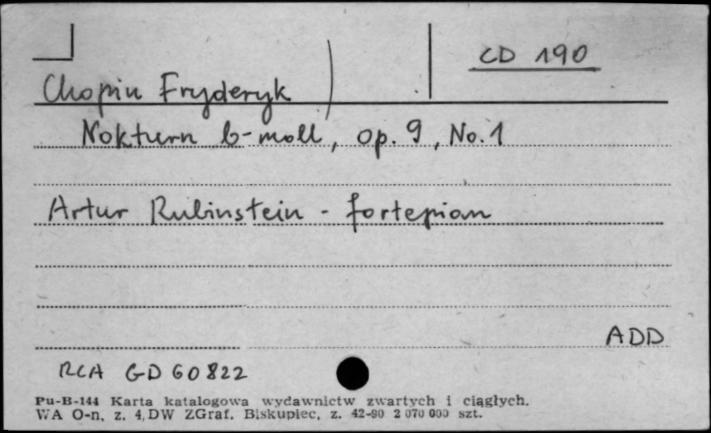 CD 190
Chopin Fryderyk
Nokturn b-moll, op. 9, No. 1
Artur Rubinstein - fortepian
ADD
RCA GD 60822
Pu-B-144 Karta katalogowa wydawnictw zwartych i ciągłych.
WA O-n, z. 4, DW ZGraf. Biskupiec, z. 42-90 2 070 000 szt.